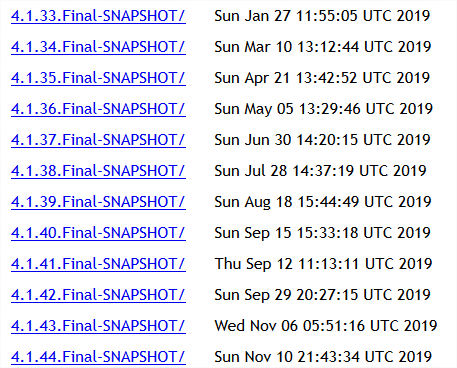 4.1.33.Final-SNAPSHOT/ Sun Jan 27 11:55:05 UTC 2019
4.1.34.Final-SNAPSHOT/ Sun Mar 10 13:12:44 UTC 2019
4.1.35.Final-SNAPSHOT/ Sun Apr 21 13:42:52 UTC 2019
4.1.36.Final-SNAPSHOT/ Sun May 05 13:29:46 UTC 2019
4.1.37.Final-SNAPSHOT/ Sun Jun 30 14:20:15 UTC 2019
4.1.38.Final-SNAPSHOT/ Sun Jul 28 14:37:19 UTC 2019
4.1.39.Final-SNAPSHOT/ Sun Aug 18 15:44:49 UTC 2019
4.1.40.Final-SNAPSHOT/ Sun Sep 15 15:33:18 UTC 2019
4.1.41.Final-SNAPSHOT/ Thu Sep 12 11:13:11 UTC 2019
4.1.42.Final-SNAPSHOT/ Sun Sep 29 20:27:15 UTC 2019
4.1.43.Final-SNAPSHOT/ Wed Nov 06 05:51:16 UTC 2019
4.1.44.Final-SNAPSHOT/ Sun Nov 10 21:43:34 UTC 2019